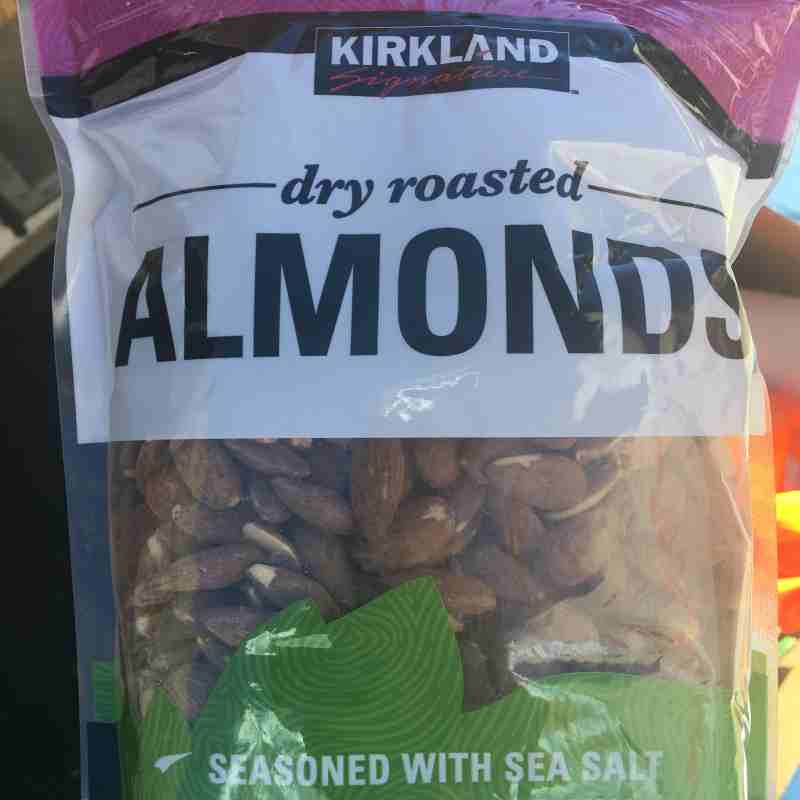 KIRKLAND
Signature
dry roasted
ALMONDS
SEASONED WITH SEA SALT